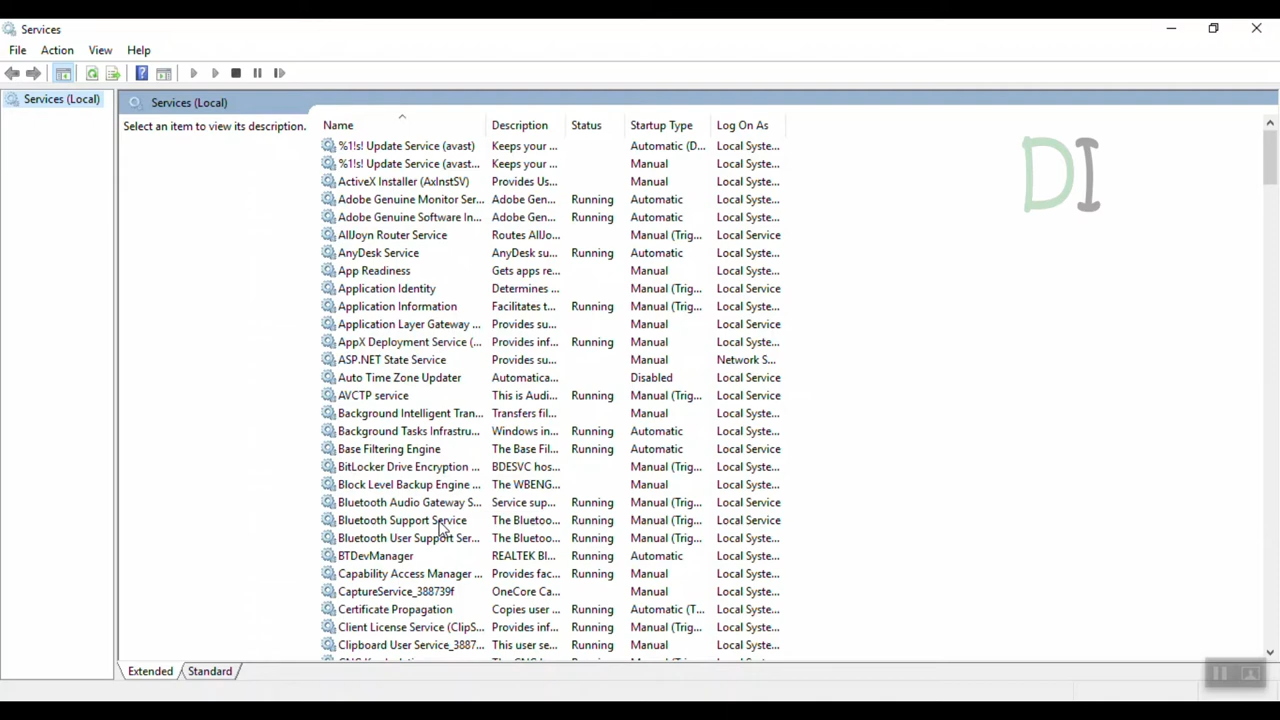 Services
File Action View Help
Services (Local)
Services (Local)
Select an item to view its description.
Name Description Status Startup Type Log On As
%1!s! Update Service (avast) Keeps your ... Automatic (D... Local Syste...
%1!s! Update Service (avast... Keeps your ... Manual Local Syste...
ActiveX Installer (AxInstSV) Provides Us... Manual Local Syste...
Adobe Genuine Monitor Ser... Adobe Gen... Running Automatic Local Syste...
Adobe Genuine Software In... Adobe Gen... Running Automatic Local Syste...
AllJoyn Router Service Routes AllJo... Manual (Trig... Local Service
AnyDesk Service AnyDesk su... Running Automatic Local Syste...
App Readiness Gets apps re... Manual Local Syste...
Application Identity Determines ... Manual (Trig... Local Service
Application Information Facilitates t... Running Manual (Trig... Local Syste...
Application Layer Gateway ... Provides su... Manual Local Service
AppX Deployment Service (... Provides inf... Running Manual Local Syste...
ASP.NET State Service Provides su... Manual Network S...
Auto Time Zone Updater Automatica... Disabled Local Service
AVCTP service This is Audi... Running Manual (Trig... Local Service
Background Intelligent Tran... Transfers fil... Manual Local Syste...
Background Tasks Infrastru... Windows in... Running Automatic Local Syste...
Base Filtering Engine The Base Fil... Running Automatic Local Service
BitLocker Drive Encryption ... BDESVC hos... Manual (Trig... Local Syste...
Block Level Backup Engine ... The WBENG... Manual Local Syste...
Bluetooth Audio Gateway S... Service sup... Running Manual (Trig... Local Service
Bluetooth Support Service The Bluetoo... Running Manual (Trig... Local Service
Bluetooth User Support Ser... The Bluetoo... Running Manual (Trig... Local Syste...
BTDevManager REALTEK Bl... Running Automatic Local Syste...
Capability Access Manager ... Provides fac... Running Manual Local Syste...
CaptureService_388739f OneCore Ca... Manual Local Syste...
Certificate Propagation Copies user ... Running Automatic (T... Local Syste...
Client License Service (ClipS... Provides inf... Running Manual (Trig... Local Syste...
Clipboard User Service_3887... This user se... Running Manual Local Syste...
Extended Standard
DI